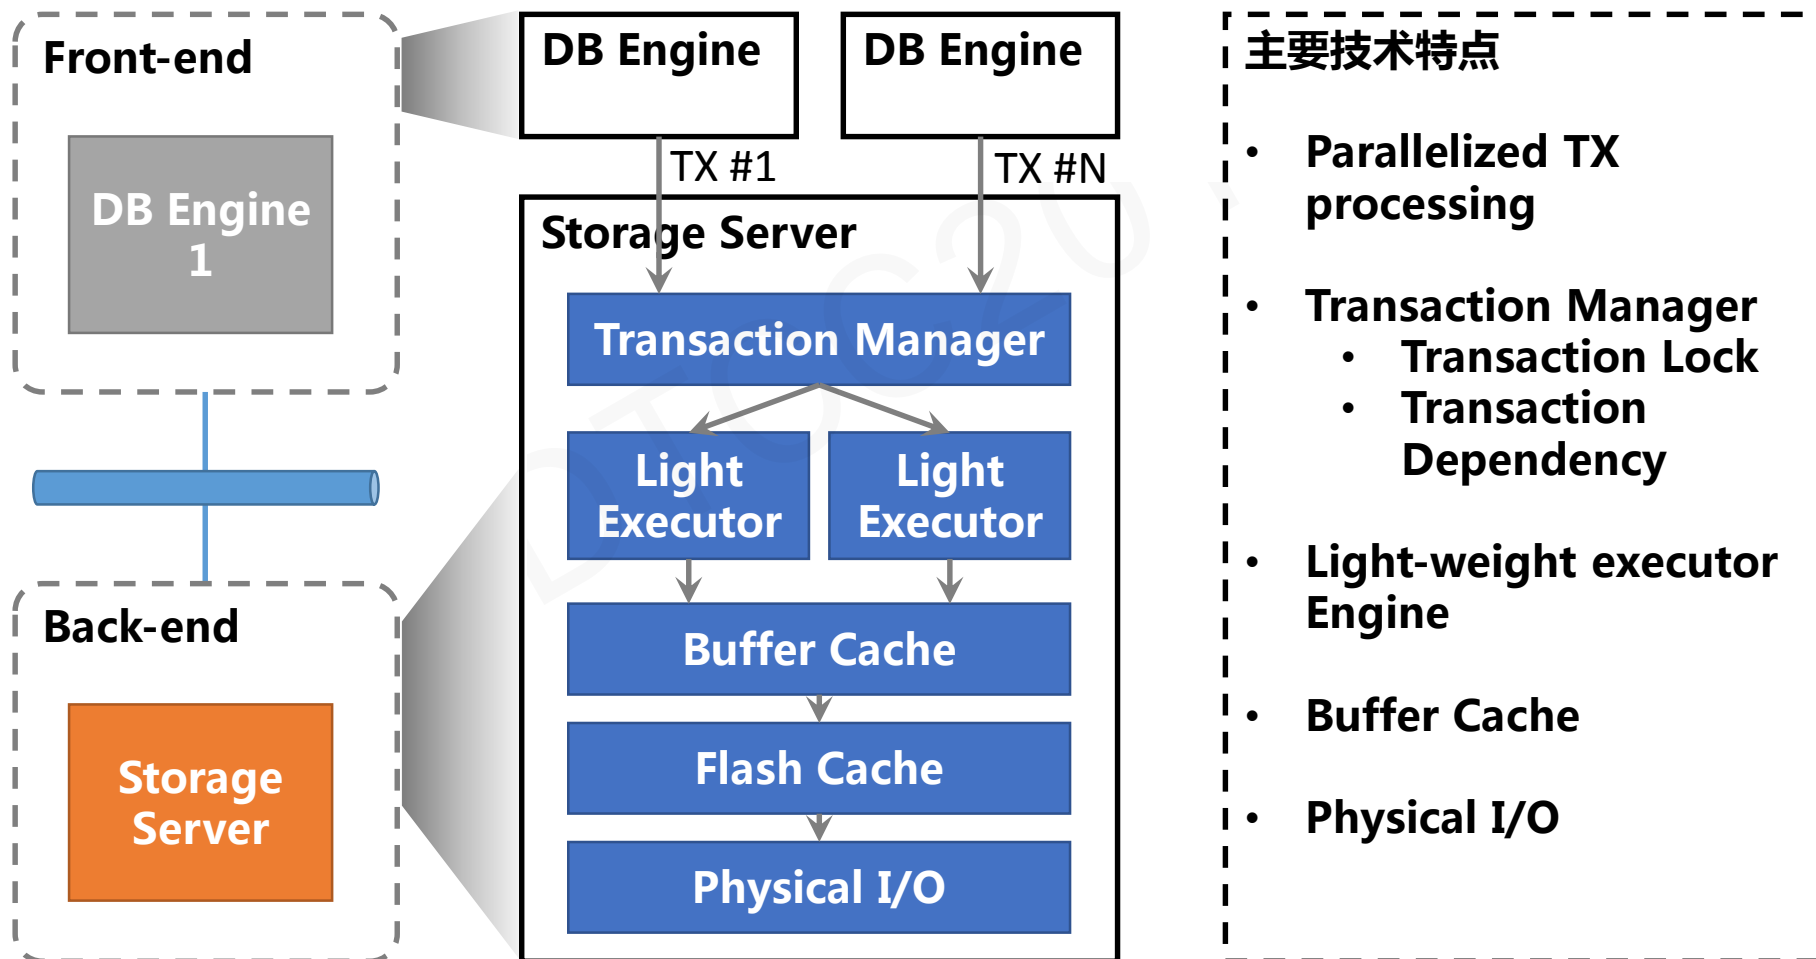 Front-end
DB Engine
1
Back-end
Storage
Server
DB Engine
DB Engine
TX #1
TX #N
Storage Server
Transaction Manager
Light
Executor
Light
Executor
Buffer Cache
Flash Cache
Physical I/O
主要技术特点
• Parallelized TX
processing
• Transaction Manager
• Transaction Lock
• Transaction
Dependency
• Light-weight executor
Engine
• Buffer Cache
• Physical I/O